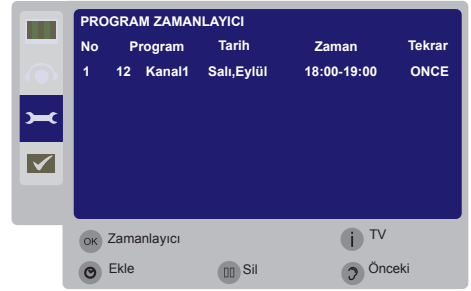 PROGRAM ZAMANLAYICI
No Program Tarih Zaman Tekrar
1 12 Kanal1 Salı,Eylül 18:00-19:00 ONCE
OK Zamanlayıcı i TV
Ekle Sil Önceki